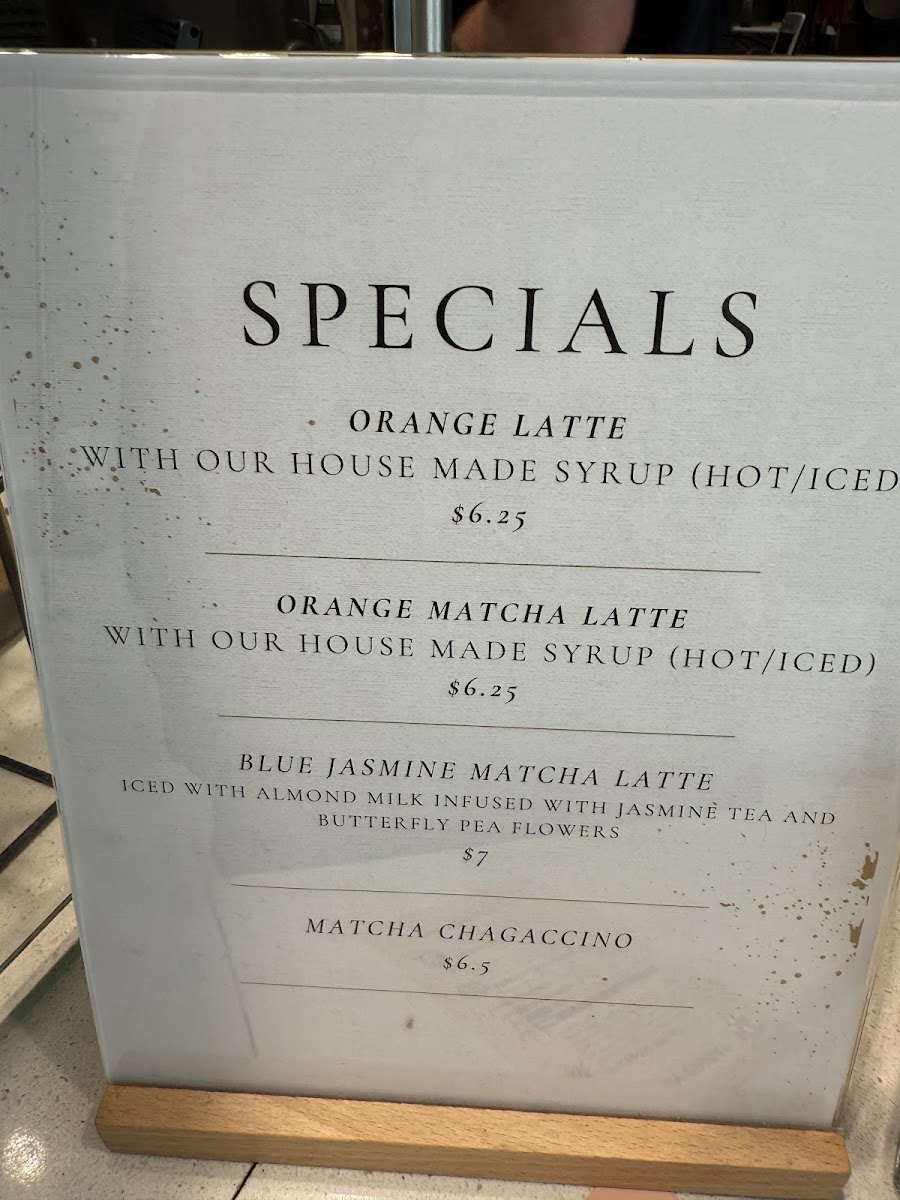 SPECIALS
ORANGE LATTE
WITH OUR HOUSE MADE SYRUP (HOT/ICED
$6.25
ORANGE MATCHA LATTE
WITH OUR HOUSE MADE SYRUP (HOT/ICED)
$6.25
BLUE JASMINE MATCHA LATTE
ICED WITH ALMOND MILK INFUSED WITH JASMINE TEA AND
BUTTERFLY PEA FLOWERS
$7
MATCHA CHAGACCINO
$6.5